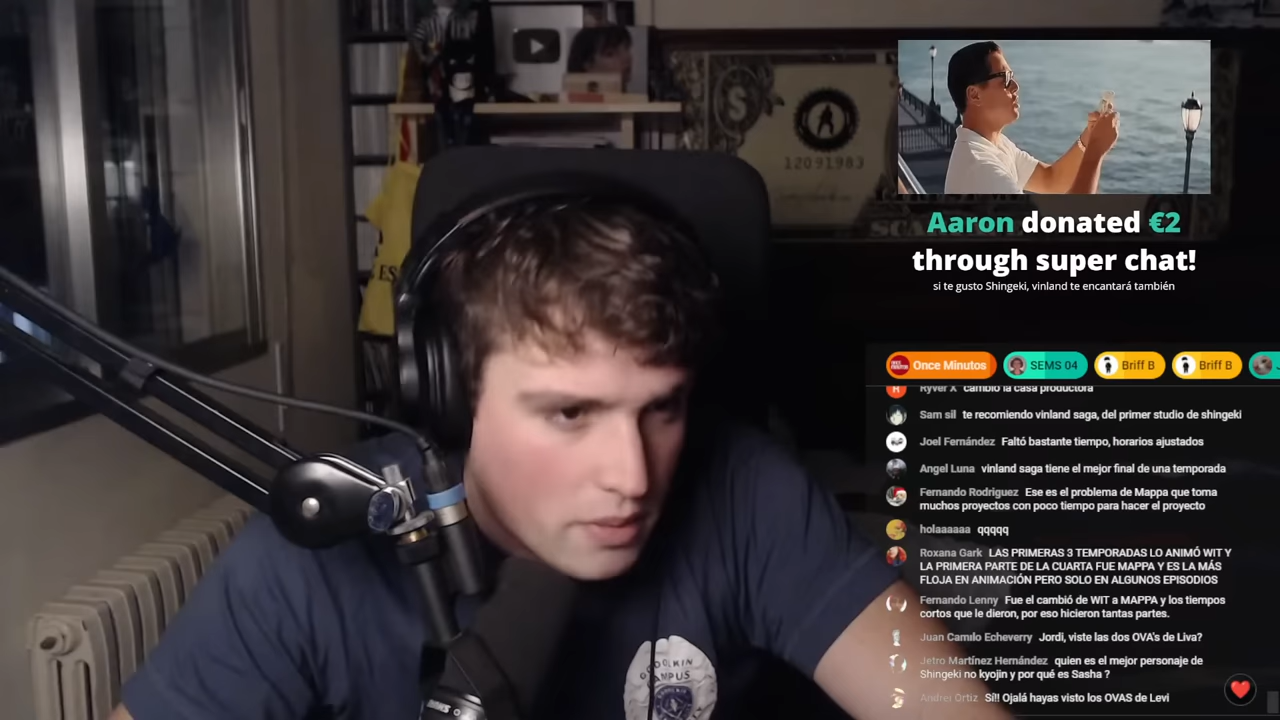 12091983
Aaron donated €2
through super chat!
si te gusto Shingeki, vinland te encantará también
Once Minutos
SEMS 04
Briff B
Briff B
J
Ryver X cambio la casa productora
Sam sil te recomiendo vinland saga, del primer studio de shingeki
Joel Fernández Faltó bastante tiempo, horarios ajustados
Angel Luna vinland saga tiene el mejor final de una temporada
Fernando Rodriguez Ese es el problema de Mappa que toma
muchos proyectos con poco tiempo para hacer el proyecto
holaaaaaa qqqqq
Roxana Gark LAS PRIMERAS 3 TEMPORADAS LO ANIMÓ WIT Y
LA PRIMERA PARTE DE LA CUARTA FUE MAPPA Y ES LA MÁS
FLOJA EN ANIMACIÓN PERO SOLO EN ALGUNOS EPISODIOS
Fernando Lenny Fue el cambió de WIT a MAPPA y los tiempos
cortos que le dieron, por eso hicieron tantas partes.
Juan Camilo Echeverry Jordi, viste las dos OVA's de Liva?
Jetro Martínez Hernández quien es el mejor personaje de
Shingeki no kyojin y por qué es Sasha ?
Andrei Ortiz Sí!! Ojalá hayas visto los OVAS de Levi